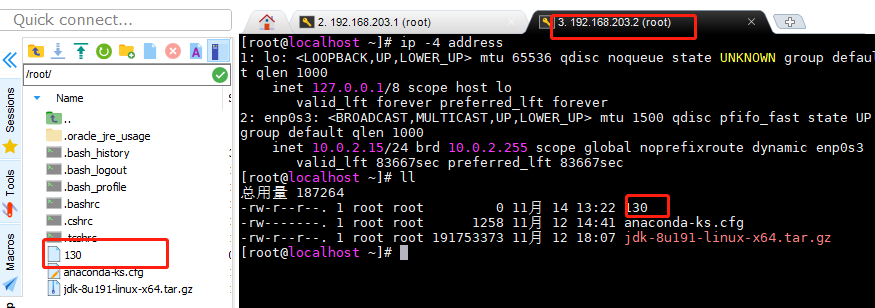 Quick connect...
2. 192.168.203.1 (root)
3. 192.168.203.2 (root)
Sessions
Tools
Macros
/root/
Name
..
.oracle_jre_usage
.bash_history
.bash_logout
.bash_profile
.bashrc
.cshrc
.tcshrc
130
anaconda-ks.cfg
jdk-8u191-linux-x64.tar.gz
[root@localhost ~]# ip -4 address
1: lo: <LOOPBACK,UP,LOWER_UP> mtu 65536 qdisc noqueue state UNKNOWN group defau
t qlen 1000
inet 127.0.0.1/8 scope host lo
valid_lft forever preferred_lft forever
2: enp0s3: <BROADCAST,MULTICAST,UP,LOWER_UP> mtu 1500 qdisc pfifo_fast state UP
group default qlen 1000
inet 10.0.2.15/24 brd 10.0.2.255 scope global noprefixroute dynamic enp0s3
valid_lft 83667sec preferred_lft 83667sec
[root@localhost ~]# ll
总用量 187264
-rw-r--r--. 1 root root 0 11月 14 13:22 130
-rw-------. 1 root root 1258 11月 12 14:41 anaconda-ks.cfg
-rw-r--r--. 1 root root 191753373 11月 12 18:07 jdk-8u191-linux-x64.tar.gz
[root@localhost ~]#